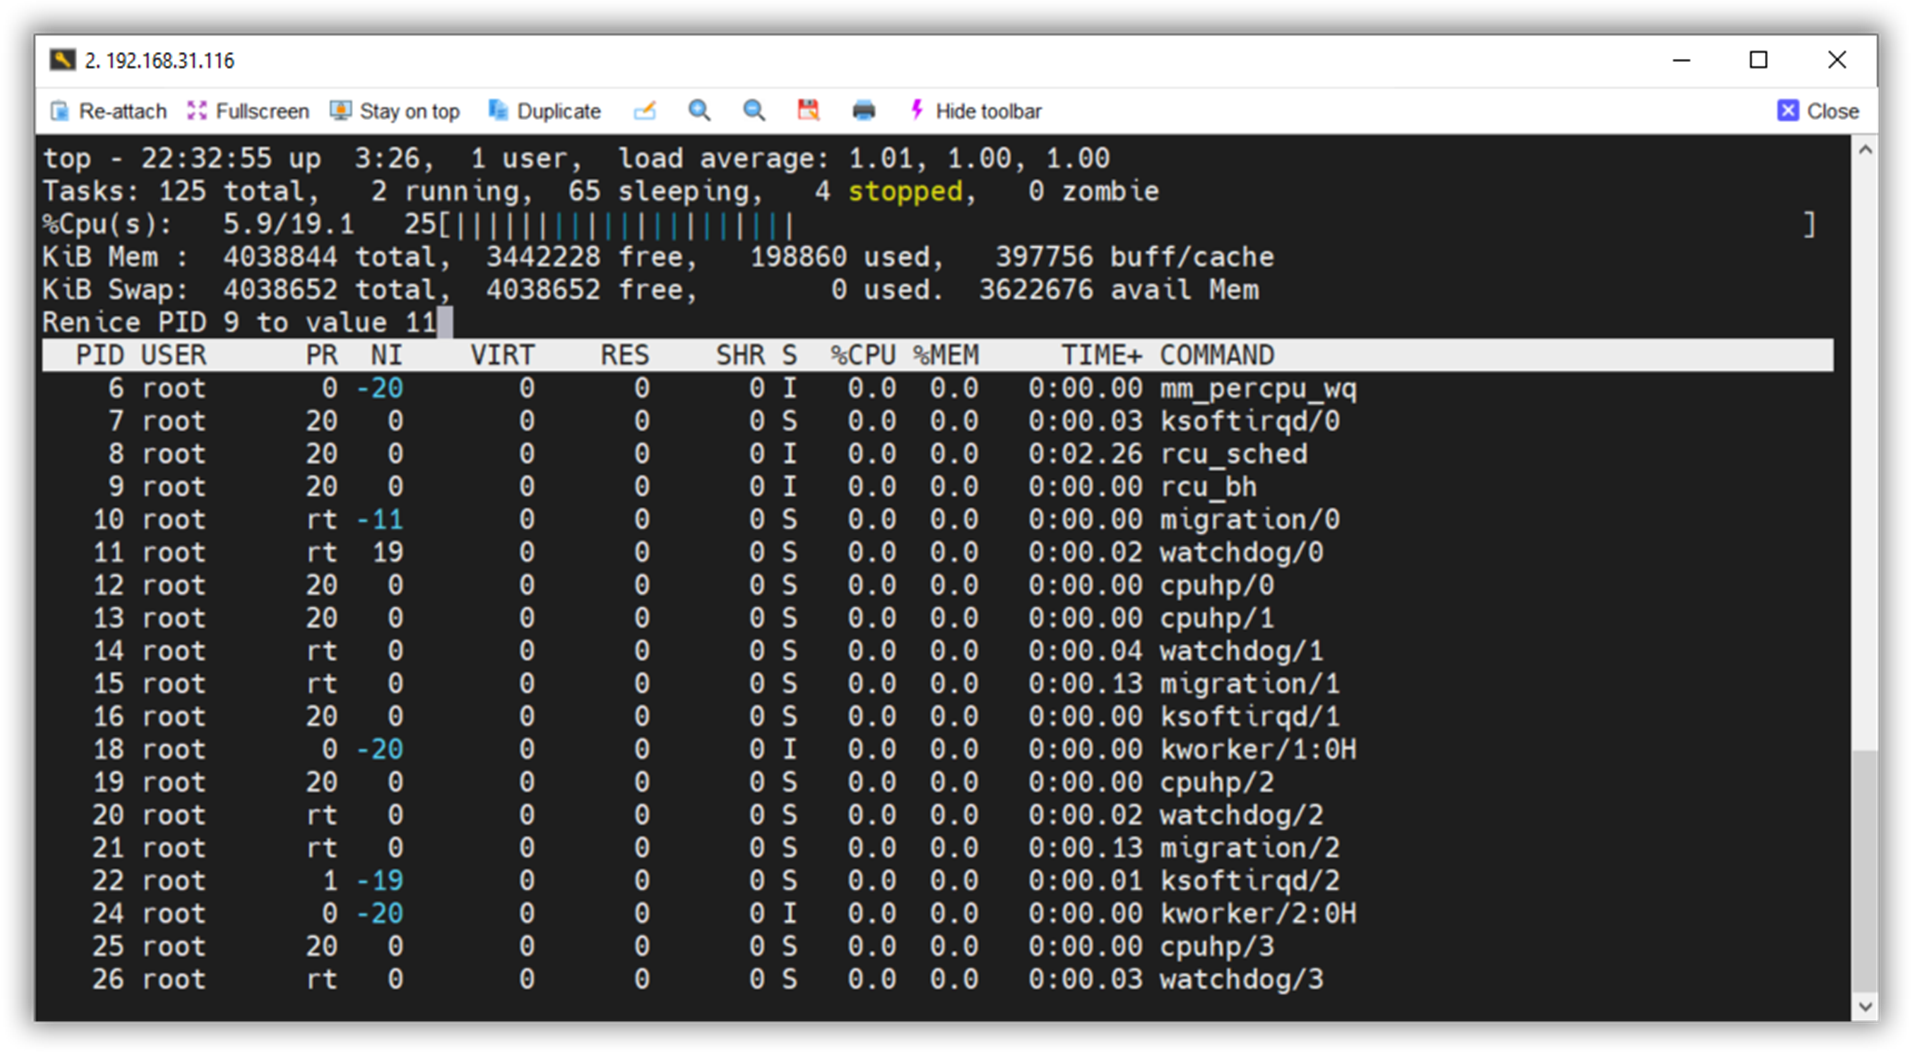 2. 192.168.31.116
Re-attach Fullscreen Stay on top Duplicate Hide toolbar Close
top - 22:32:55 up  3:26,  1 user,  load average: 1.01, 1.00, 1.00
Tasks: 125 total,   2 running,  65 sleeping,   4 stopped,   0 zombie
%Cpu(s):   5.9/19.1   25[|||||||||||||||||||||                                                              ]
KiB Mem :  4038844 total,  3442228 free,   198860 used,   397756 buff/cache
KiB Swap:  4038652 total,  4038652 free,        0 used.  3622676 avail Mem
Renice PID 9 to value 11
  PID USER      PR  NI    VIRT    RES    SHR S  %CPU %MEM     TIME+ COMMAND
    6 root       0 -20       0      0      0 I   0.0  0.0   0:00.00 mm_percpu_wq
    7 root      20   0       0      0      0 S   0.0  0.0   0:00.03 ksoftirqd/0
    8 root      20   0       0      0      0 I   0.0  0.0   0:02.26 rcu_sched
    9 root      20   0       0      0      0 I   0.0  0.0   0:00.00 rcu_bh
   10 root      rt -11       0      0      0 S   0.0  0.0   0:00.00 migration/0
   11 root      rt  19       0      0      0 S   0.0  0.0   0:00.02 watchdog/0
   12 root      20   0       0      0      0 S   0.0  0.0   0:00.00 cpuhp/0
   13 root      20   0       0      0      0 S   0.0  0.0   0:00.00 cpuhp/1
   14 root      rt   0       0      0      0 S   0.0  0.0   0:00.04 watchdog/1
   15 root      rt   0       0      0      0 S   0.0  0.0   0:00.13 migration/1
   16 root      20   0       0      0      0 S   0.0  0.0   0:00.00 ksoftirqd/1
   18 root       0 -20       0      0      0 I   0.0  0.0   0:00.00 kworker/1:0H
   19 root      20   0       0      0      0 S   0.0  0.0   0:00.00 cpuhp/2
   20 root      rt   0       0      0      0 S   0.0  0.0   0:00.02 watchdog/2
   21 root      rt   0       0      0      0 S   0.0  0.0   0:00.13 migration/2
   22 root       1 -19       0      0      0 S   0.0  0.0   0:00.01 ksoftirqd/2
   24 root       0 -20       0      0      0 I   0.0  0.0   0:00.00 kworker/2:0H
   25 root      20   0       0      0      0 S   0.0  0.0   0:00.00 cpuhp/3
   26 root      rt   0       0      0      0 S   0.0  0.0   0:00.03 watchdog/3